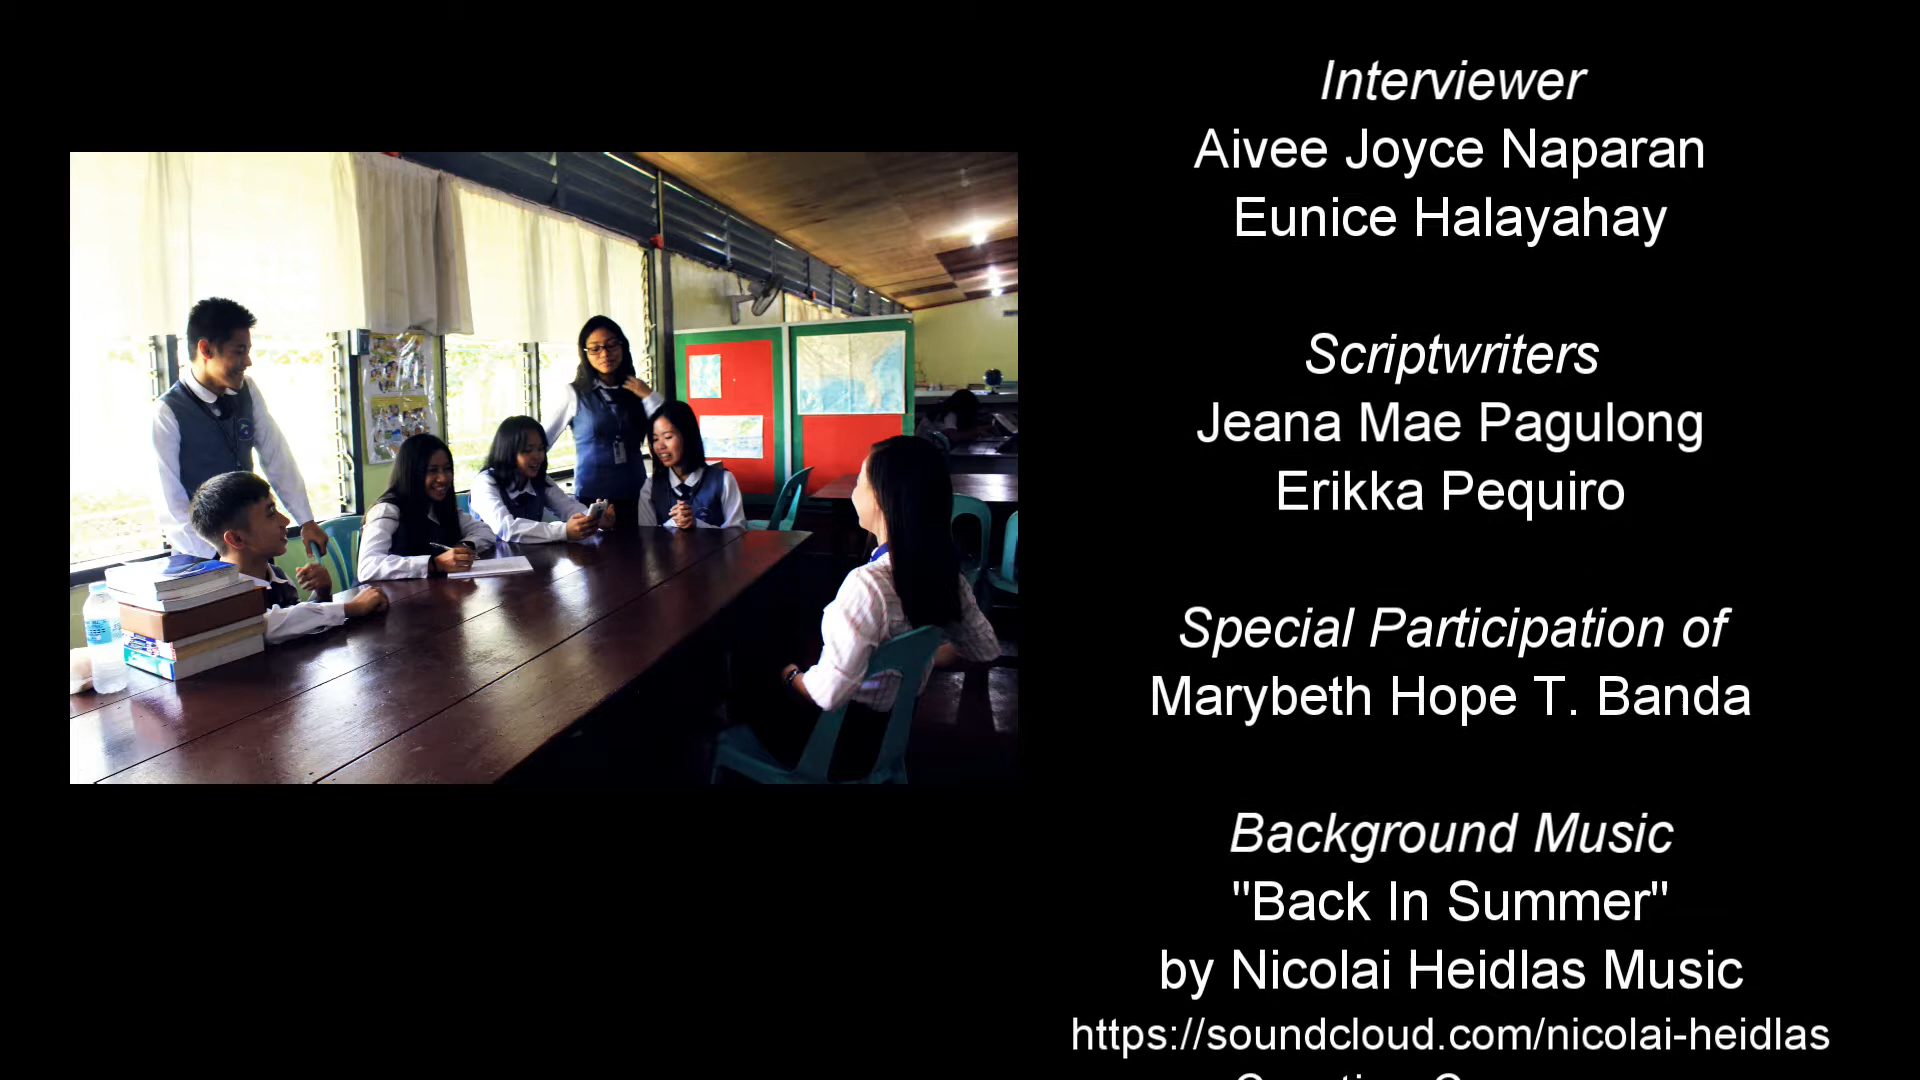 Interviewer
Aivee Joyce Naparan
Eunice Halayahay
Scriptwriters
Jeana Mae Pagulong
Erikka Pequiro
Special Participation of
Marybeth Hope T. Banda
Background Music
"Back In Summer"
by Nicolai Heidlas Music
https://soundcloud.com/nicolai-heidlas